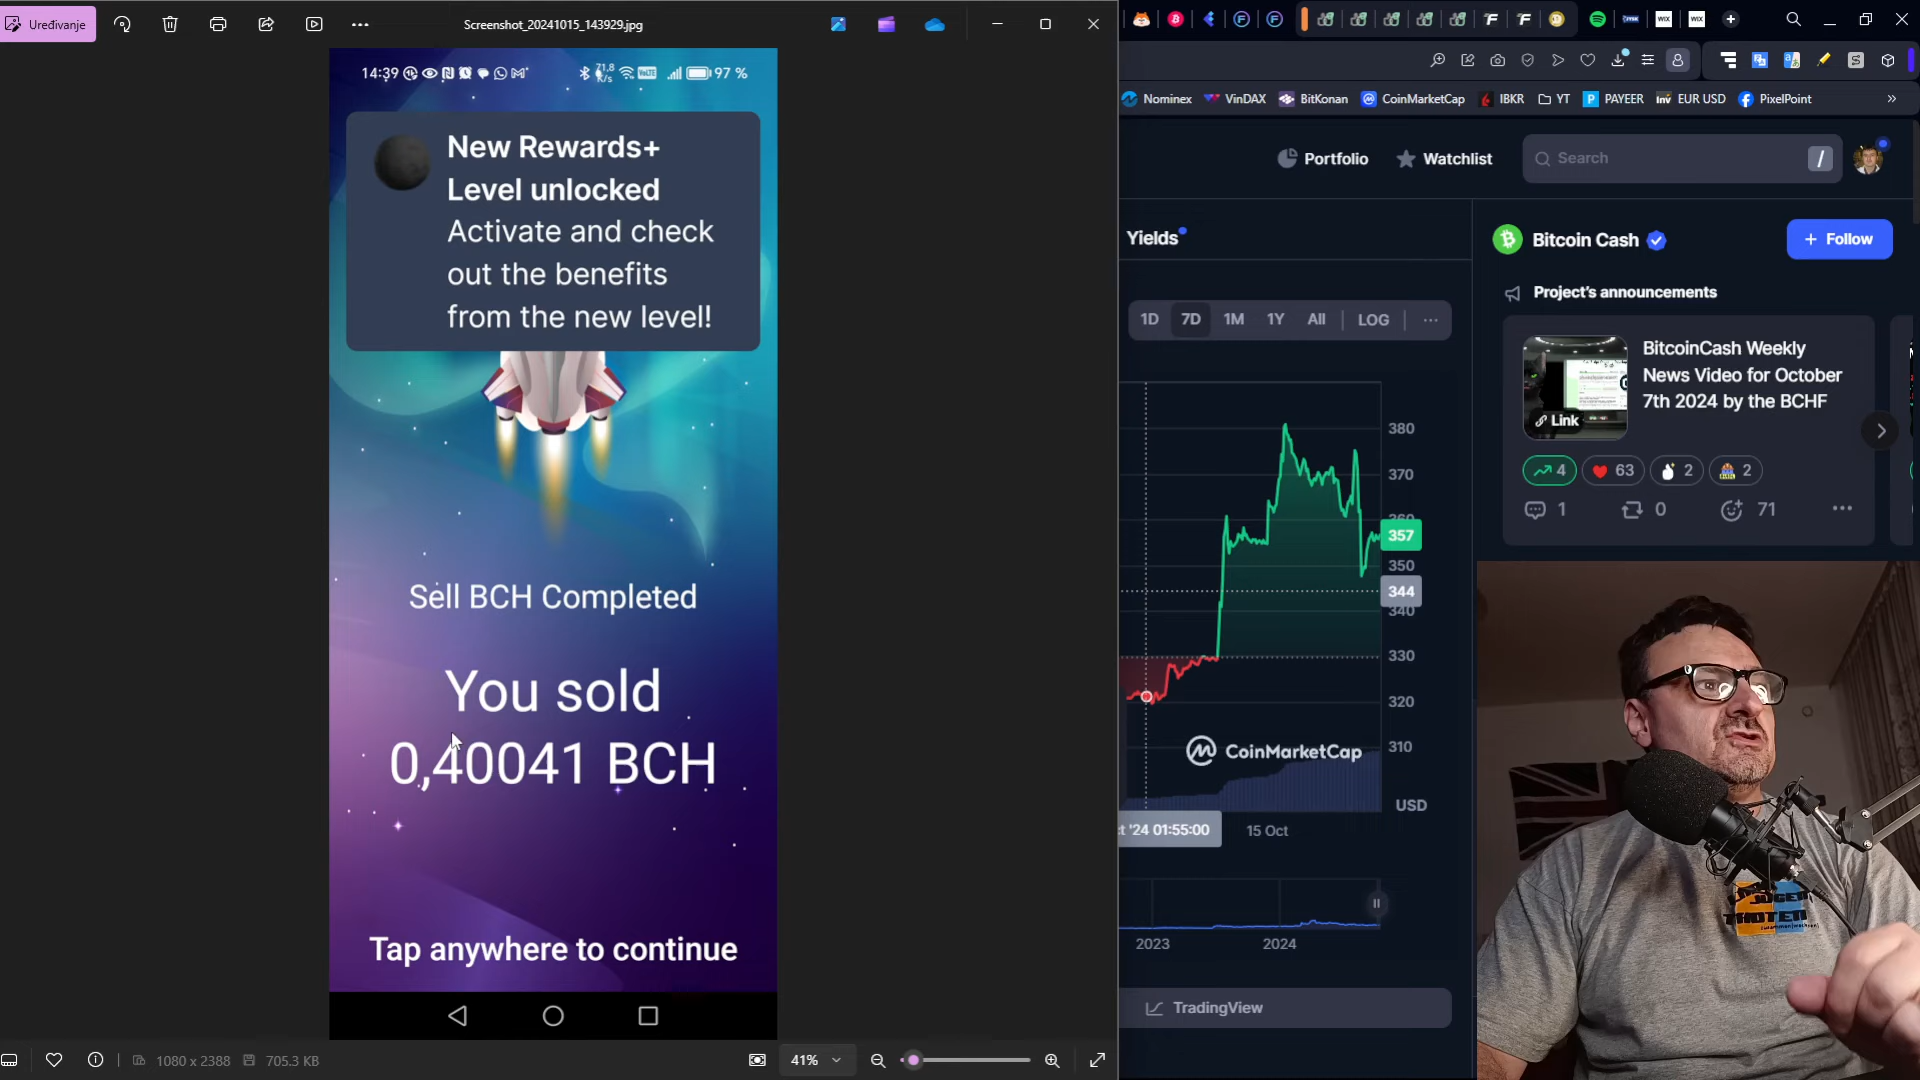 Uređivanje
Screenshot_20241015_143929.jpg
14:39
71,8
K/s
VoLTE
97 %
New Rewards+
Level unlocked
Activate and check
out the benefits
from the new level!
Sell BCH Completed
You sold
0,40041 BCH
Tap anywhere to continue
1080 x 2388
705.3 KB
41%
Nominex
VinDAX
BitKonan
CoinMarketCap
IBKR
YT
PAYEER
inv EUR USD
PixelPoint
»
Portfolio
Watchlist
Search
/
Yields
Bitcoin Cash
+ Follow
Project's announcements
BitcoinCash Weekly
News Video for October
7th 2024 by the BCHF
Link
4
63
2
2
1
0
71
1D
7D
1M
1Y
All
LOG
380
370
360
357
350
344
340
330
320
310
CoinMarketCap
USD
'24 01:55:00
15 Oct
2023
2024
TradingView